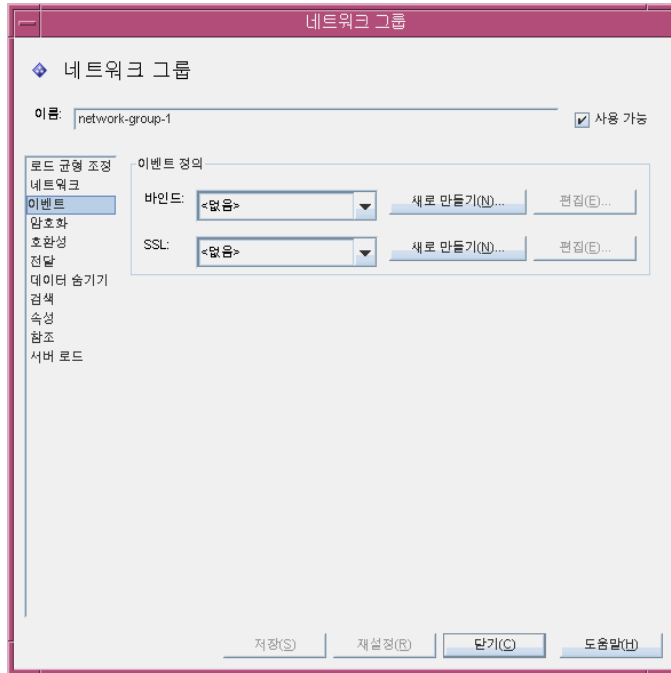 네트워크 그룹
네트워크 그룹
이름: network-group-1 사용 가능
로드 균형 조정
네트워크
이벤트
암호화
호환성
전달
데이터 숨기기
검색
속성
참조
서버 로드
이벤트 정의
바인드: <없음> 새로 만들기(N)... 편집(E)...
SSL: <없음> 새로 만들기(N)... 편집(E)...
저장(S) 재설정(R) 닫기(C) 도움말(H)